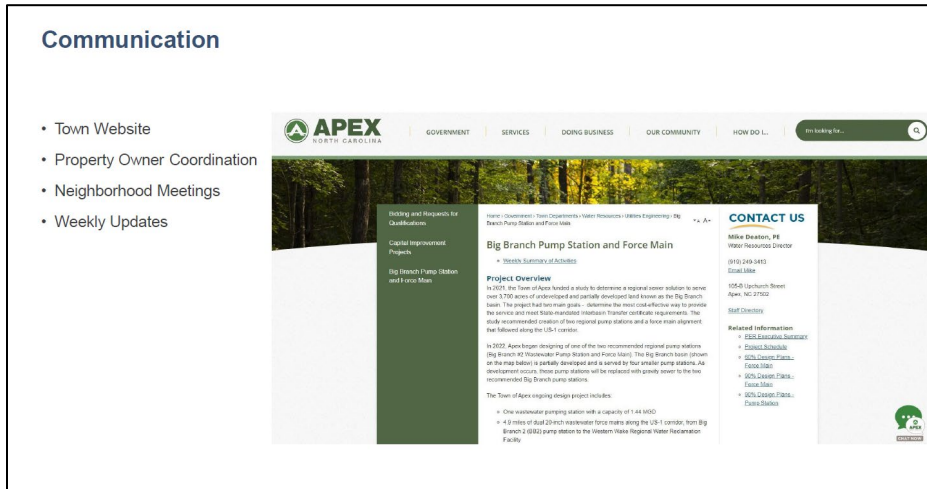 Communication
• Town Website
• Property Owner Coordination
• Neighborhood Meetings
• Weekly Updates
APEX
NORTH CAROLINA
GOVERNMENT
SERVICES
DOING BUSINESS
OUR COMMUNITY
HOW DO I...
I'm looking for...
Bidding and Requests for
Qualifications
Capital Improvement
Projects
Big Branch Pump Station
and Force Main
Home › Government › Town Departments › Water Resources › Utilities Engineering › Big
Branch Pump Station and Force Main
Big Branch Pump Station and Force Main
Weekly Summary of Activities
Project Overview
In 2021, the Town of Apex funded a study to determine a regional sewer solution to serve
over 3,700 acres of undeveloped and partially developed land known as the Big Branch
basin. The project had two main goals - determine the most cost-effective way to provide
the service and meet State-mandated Interbasin Transfer certificate requirements. The
study recommended creation of two regional pump stations and a force main alignment
that followed along the US-1 corridor.
In 2022, Apex began designing of one of the two recommended regional pump stations
(Big Branch #2 Wastewater Pump Station and Force Main). The Big Branch basin (shown
on the map below) is partially developed and is served by four smaller pump stations. As
development occurs, these pump stations will be replaced with gravity sewer to the two
recommended Big Branch pump stations.
The Town of Apex ongoing design project includes:
One wastewater pumping station with a capacity of 1.44 MGD
4.9 miles of dual 20-inch wastewater force mains along the US-1 corridor, from Big
Branch 2 (BB2) pump station to the Western Wake Regional Water Reclamation
Facility
CONTACT US
Mike Deaton, PE
Water Resources Director
(919) 249-3413
Email Mike
105-B Upchurch Street
Apex, NC 27502
Staff Directory
Related Information
PER Executive Summary
Project Schedule
60% Design Plans -
Force Main
90% Design Plans -
Force Main
90% Design Plans -
Pump Station
APEX
CHAT NOW